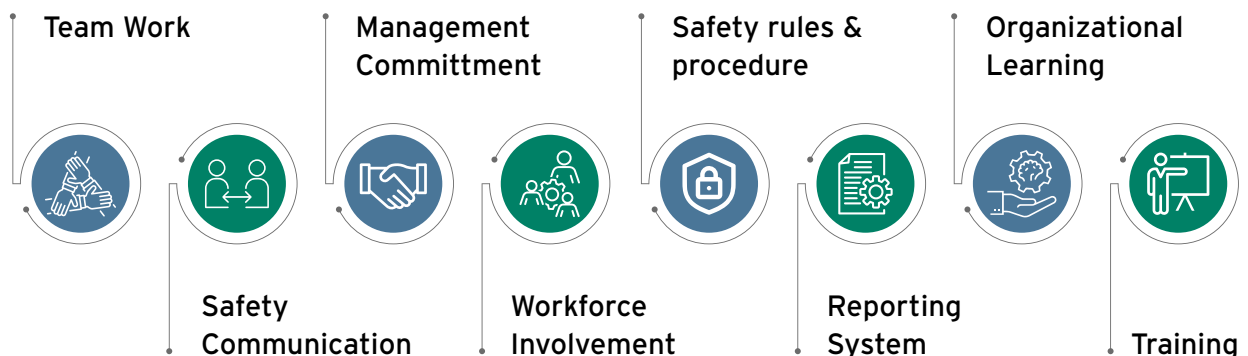 Team Work
Management
Committment
Safety rules &
procedure
Organizational
Learning
Safety
Communication
Workforce
Involvement
Reporting
System
Training